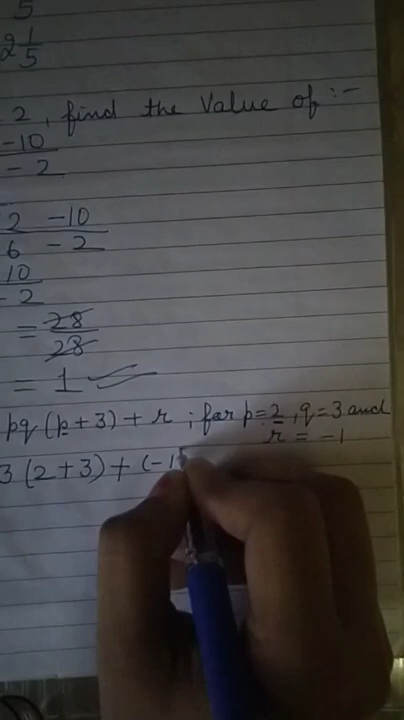 5
2 1/5
2, find the Value of :-
-10
- 2
2 -10
6 - 2
10
- 2
= 28
28
= 1
pq (p + 3) + r ; for p = 2, q = 3 and
r = -1
3 (2 + 3) + (-1